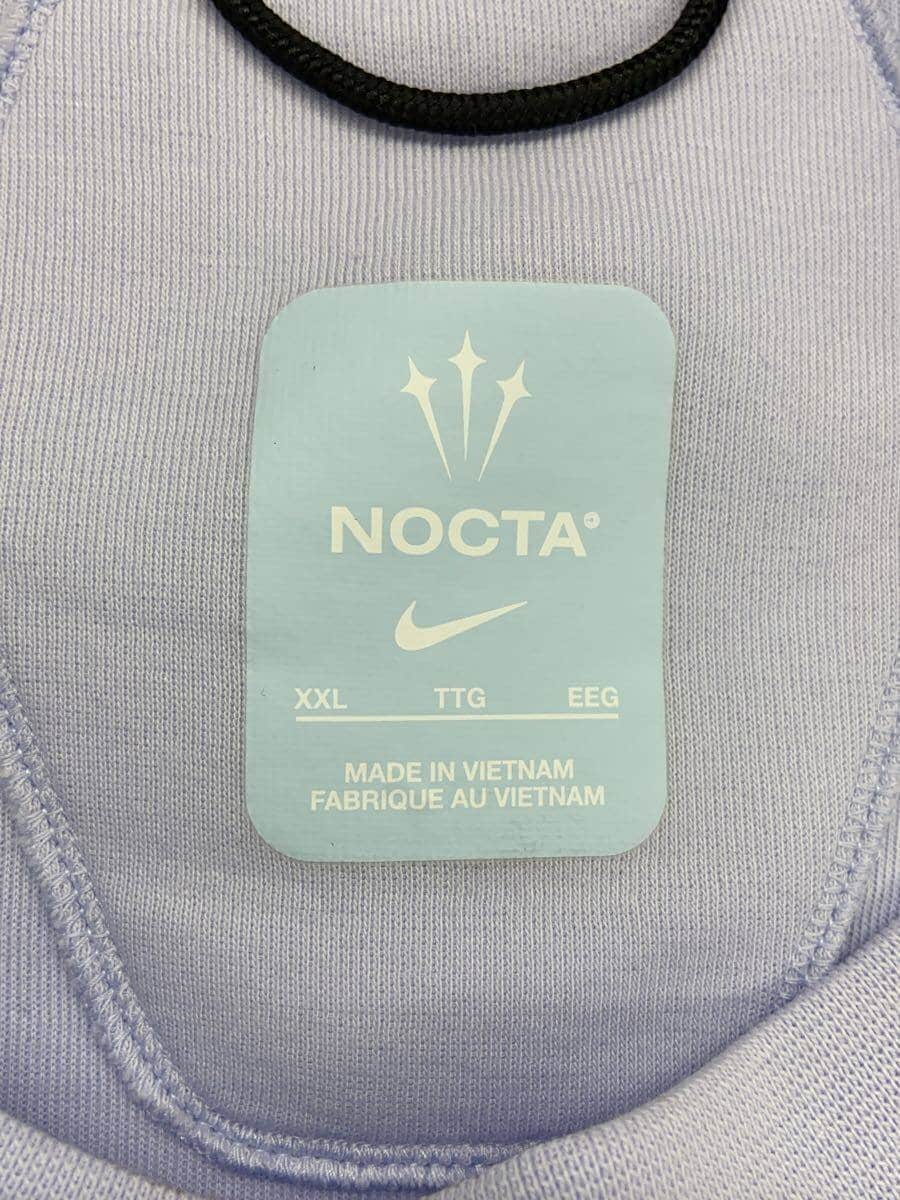 NOCTA®
XXL TTG EEG
MADE IN VIETNAM
FABRIQUE AU VIETNAM